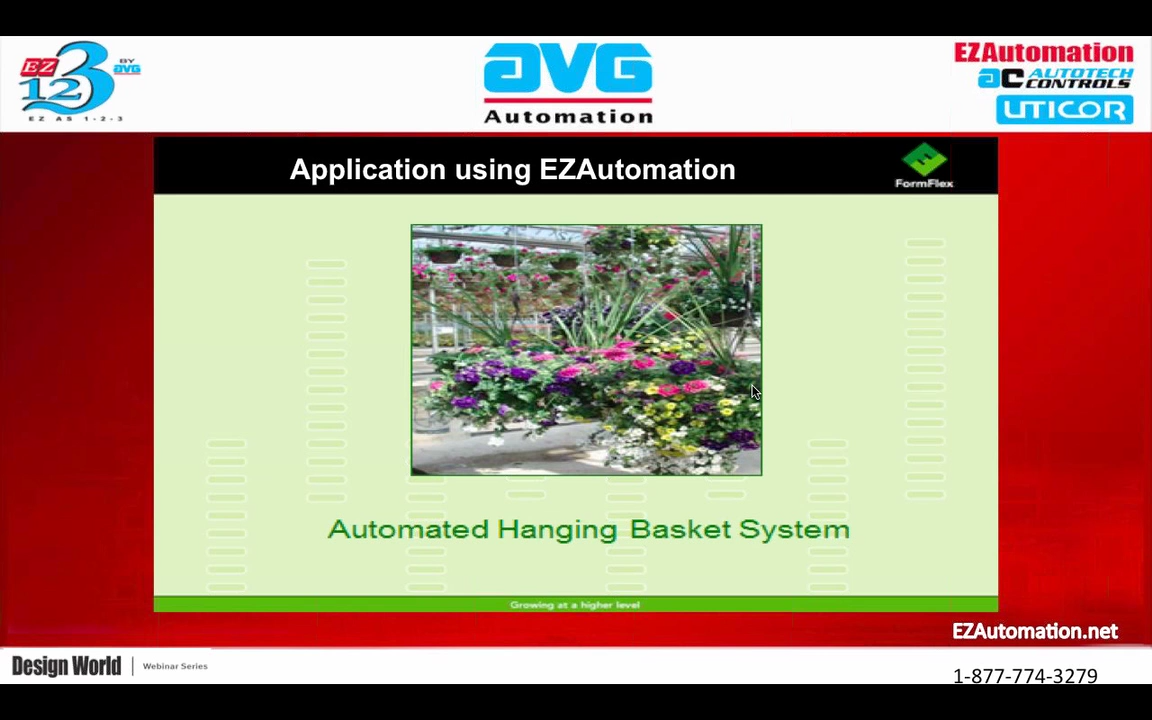 EZ
123
BY
AVG
EZ AS 1-2-3
AVG
Automation
EZAutomation
aC AUTOTECH
CONTROLS
UTICOR
Application using EZAutomation
FormFlex
Automated Hanging Basket System
Growing at a higher level
EZAutomation.net
Design World | Webinar Series
1-877-774-3279